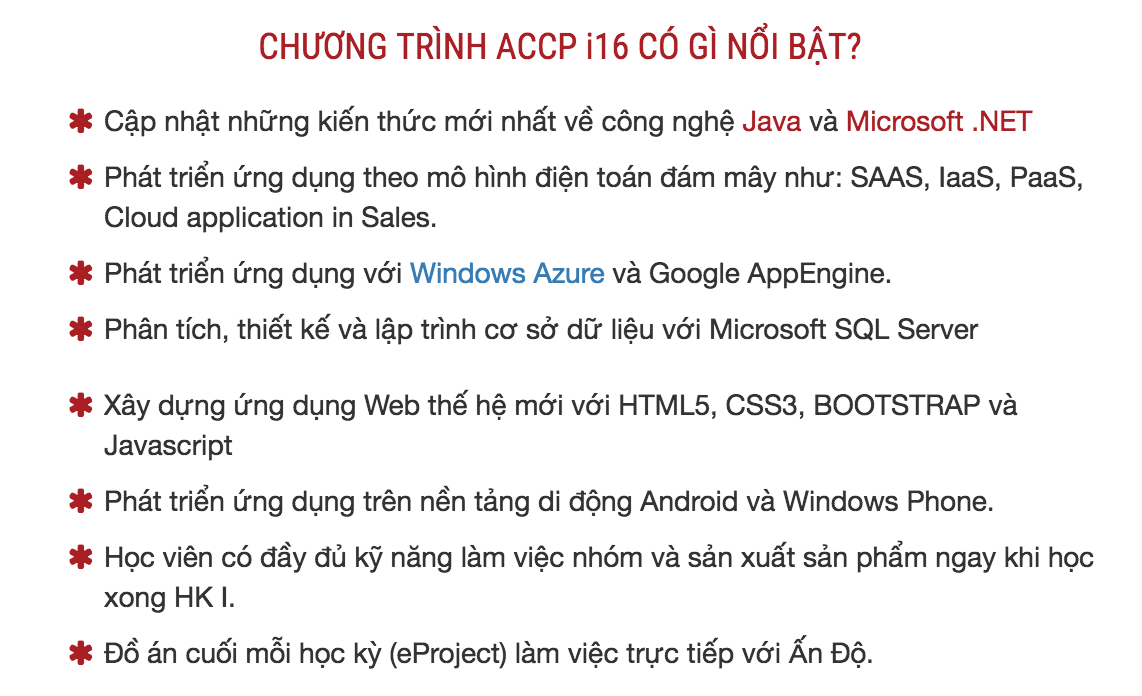 CHƯƠNG TRÌNH ACCP i16 CÓ GÌ NỔI BẬT?
✱ Cập nhật những kiến thức mới nhất về công nghệ Java và Microsoft .NET
✱ Phát triển ứng dụng theo mô hình điện toán đám mây như: SAAS, IaaS, PaaS,
Cloud application in Sales.
✱ Phát triển ứng dụng với Windows Azure và Google AppEngine.
✱ Phân tích, thiết kế và lập trình cơ sở dữ liệu với Microsoft SQL Server
✱ Xây dựng ứng dụng Web thế hệ mới với HTML5, CSS3, BOOTSTRAP và
Javascript
✱ Phát triển ứng dụng trên nền tảng di động Android và Windows Phone.
✱ Học viên có đầy đủ kỹ năng làm việc nhóm và sản xuất sản phẩm ngay khi học
xong HK I.
✱ Đồ án cuối mỗi học kỳ (eProject) làm việc trực tiếp với Ấn Độ.